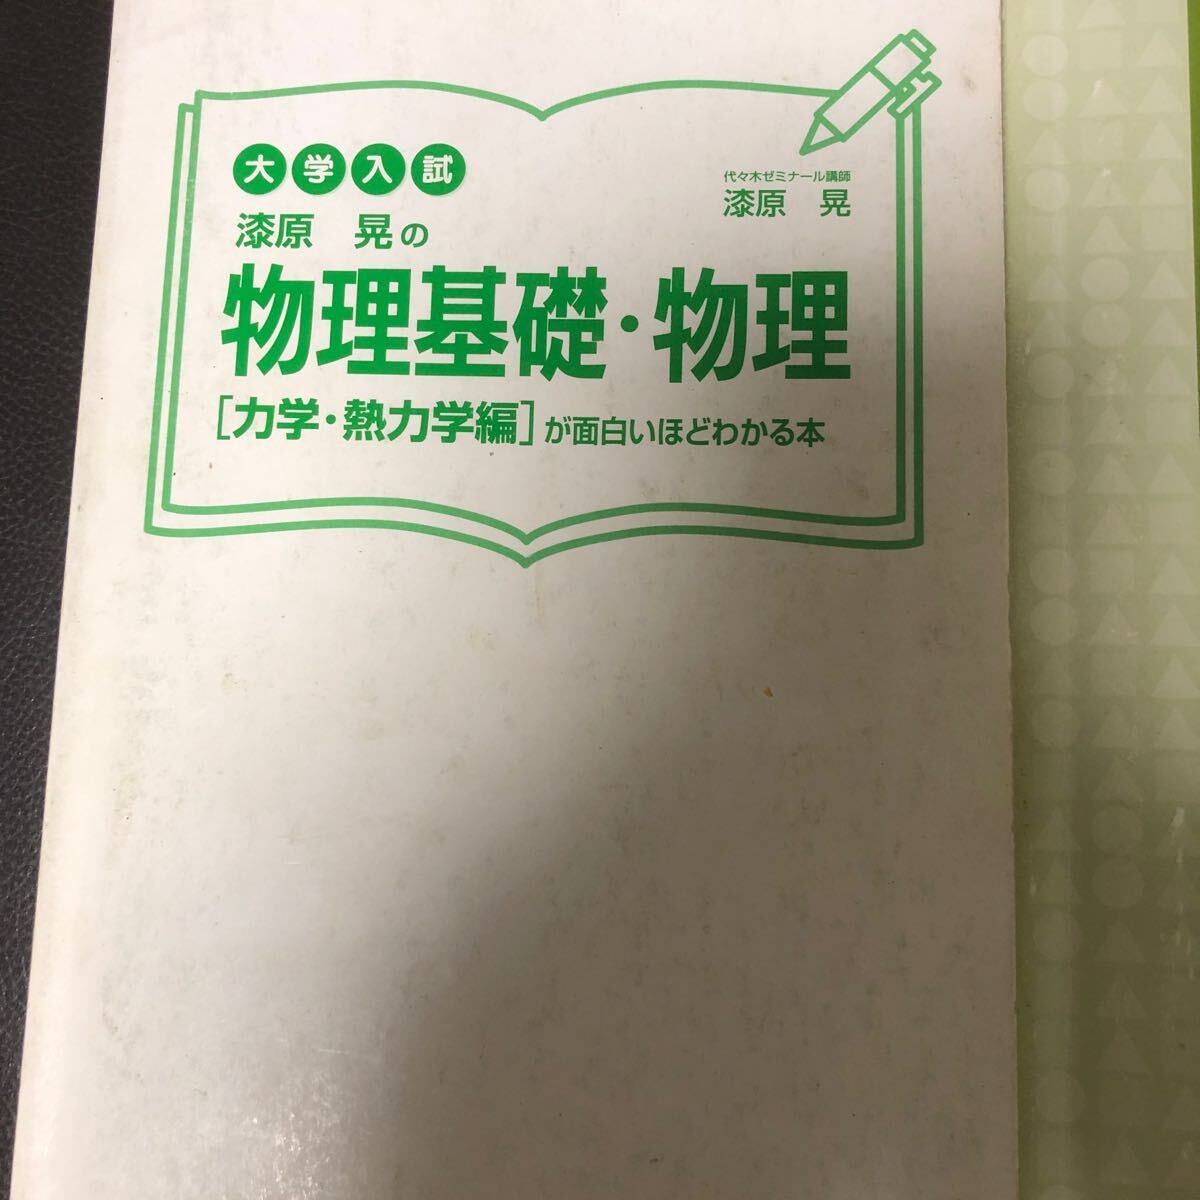 大学入試
漆原 晃の
代々木ゼミナール講師
漆原 晃
物理基礎・物理
[力学・熱力学編]が面白いほどわかる本